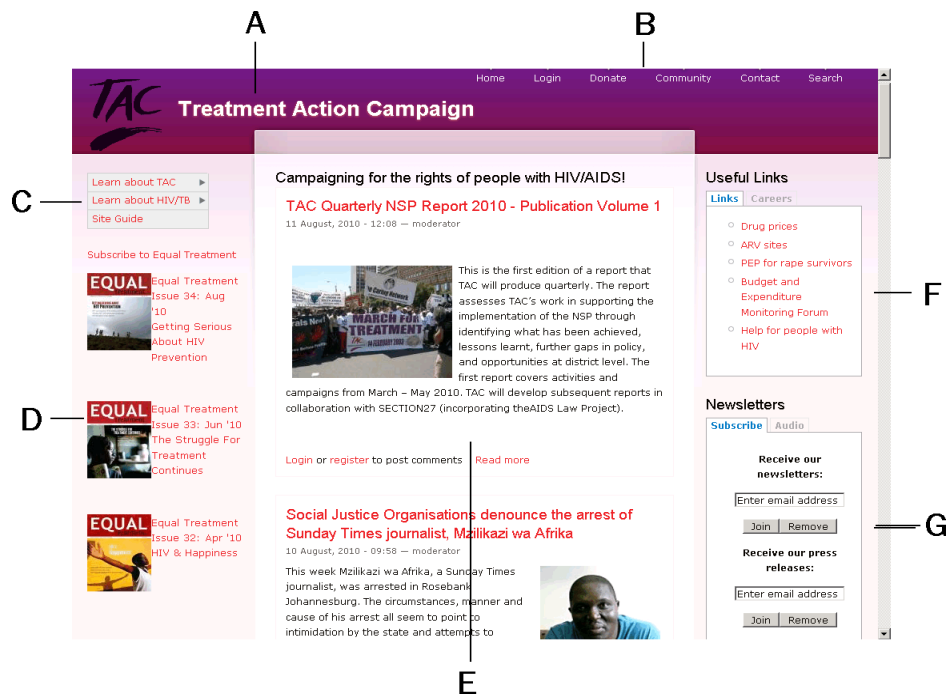 A
B
Home Login Donate Community Contact Search
TAC
Treatment Action Campaign
C
Learn about TAC
Learn about HIV/TB
Site Guide
Subscribe to Equal Treatment
EQUAL
Equal Treatment
Issue 34: Aug
'10
Getting Serious
About HIV
Prevention
D
EQUAL
Equal Treatment
Issue 33: Jun '10
The Struggle For
Treatment
Continues
EQUAL
Equal Treatment
Issue 32: Apr '10
HIV & Happiness
Campaigning for the rights of people with HIV/AIDS!
TAC Quarterly NSP Report 2010 - Publication Volume 1
11 August, 2010 - 12:08 — moderator
MARCH FOR
TREATMENT
This is the first edition of a report that
TAC will produce quarterly. The report
assesses TAC's work in supporting the
implementation of the NSP through
identifying what has been achieved,
lessons learnt, further gaps in policy,
and opportunities at district level. The
first report covers activities and
campaigns from March – May 2010. TAC will develop subsequent reports in
collaboration with SECTION27 (incorporating theAIDS Law Project).
Login or register to post comments Read more
Social Justice Organisations denounce the arrest of
Sunday Times journalist, Mzilikazi wa Afrika
10 August, 2010 - 09:58 — moderator
This week Mzilikazi wa Afrika, a Sunday Times
journalist, was arrested in Rosebank
Johannesburg. The circumstances, manner and
cause of his arrest all seem to point to
intimidation by the state and attempts to
E
Useful Links
Links Careers
Drug prices
ARV sites
PEP for rape survivors
Budget and
Expenditure
Monitoring Forum
Help for people with
HIV
F
Newsletters
Subscribe Audio
Receive our
newsletters:
Enter email address
Join Remove
G
Receive our press
releases:
Enter email address
Join Remove